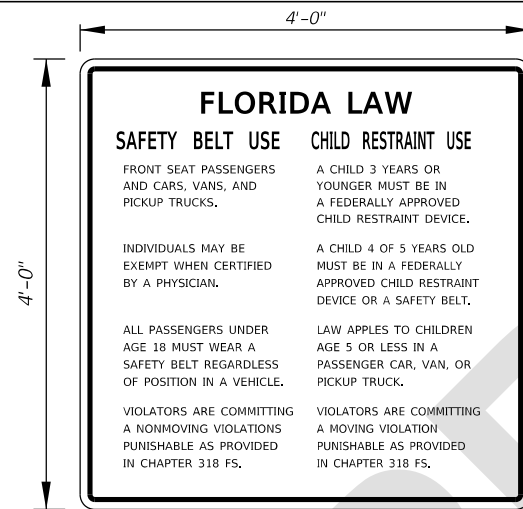 4'-0"
4'-0"
FLORIDA LAW
SAFETY BELT USE
FRONT SEAT PASSENGERS
AND CARS, VANS, AND
PICKUP TRUCKS.
INDIVIDUALS MAY BE
EXEMPT WHEN CERTIFIED
BY A PHYSICIAN.
ALL PASSENGERS UNDER
AGE 18 MUST WEAR A
SAFETY BELT REGARDLESS
OF POSITION IN A VEHICLE.
VIOLATORS ARE COMMITTING
A NONMOVING VIOLATIONS
PUNISHABLE AS PROVIDED
IN CHAPTER 318 FS.
CHILD RESTRAINT USE
A CHILD 3 YEARS OR
YOUNGER MUST BE IN
A FEDERALLY APPROVED
CHILD RESTRAINT DEVICE.
A CHILD 4 OF 5 YEARS OLD
MUST BE IN A FEDERALLY
APPROVED CHILD RESTRAINT
DEVICE OR A SAFETY BELT.
LAW APPLES TO CHILDREN
AGE 5 OR LESS IN A
PASSENGER CAR, VAN, OR
PICKUP TRUCK.
VIOLATORS ARE COMMITTING
A MOVING VIOLATION
PUNISHABLE AS PROVIDED
IN CHAPTER 318 FS.